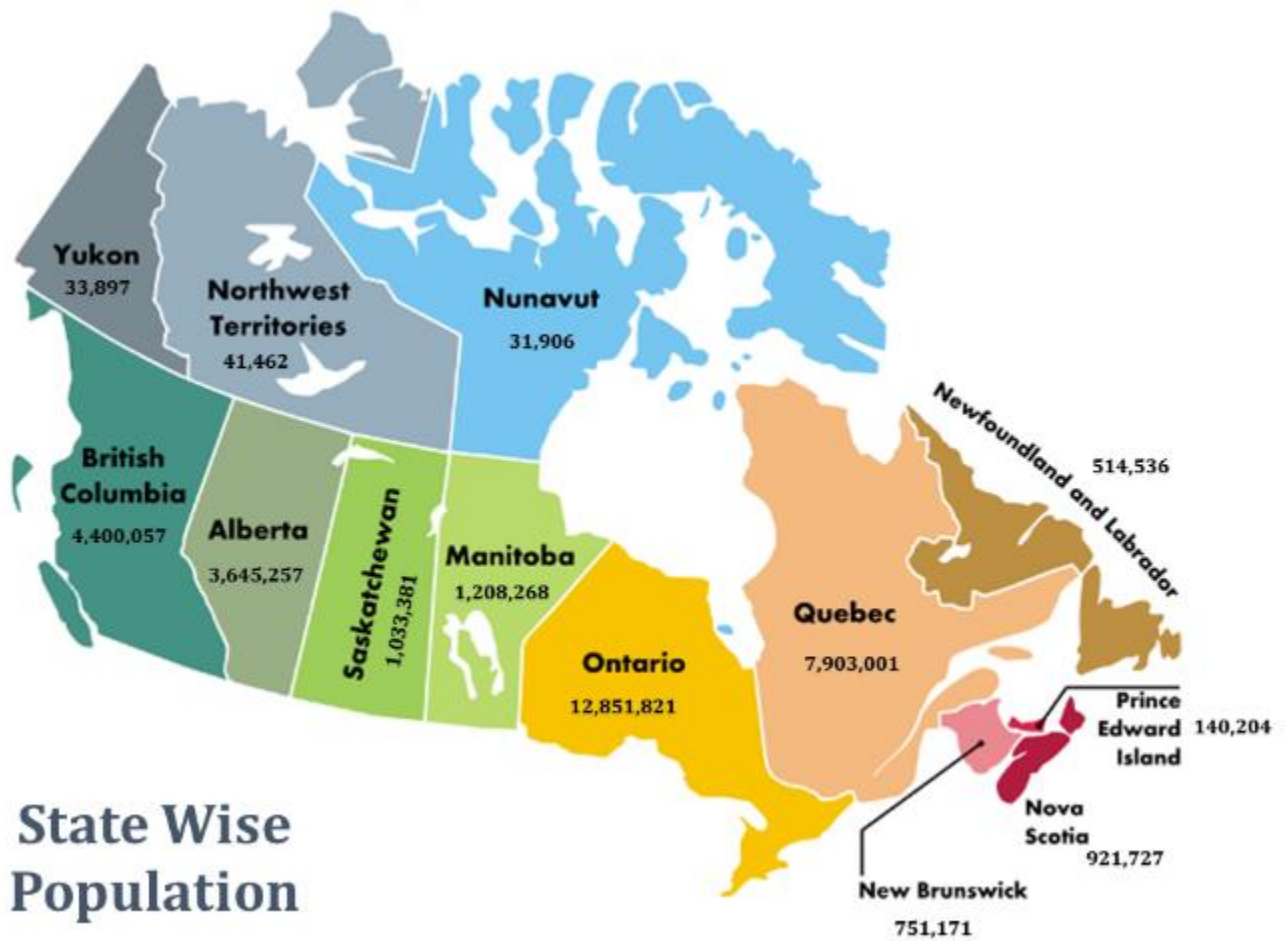 Yukon
33,897
Northwest
Territories
41,462
Nunavut
31,906
British
Columbia
4,400,057
Alberta
3,645,257
Saskatchewan
1,033,381
Manitoba
1,208,268
Ontario
12,851,821
Quebec
7,903,001
Newfoundland and Labrador
514,536
Prince
Edward
Island
140,204
Nova
Scotia
921,727
New Brunswick
751,171
State Wise
Population